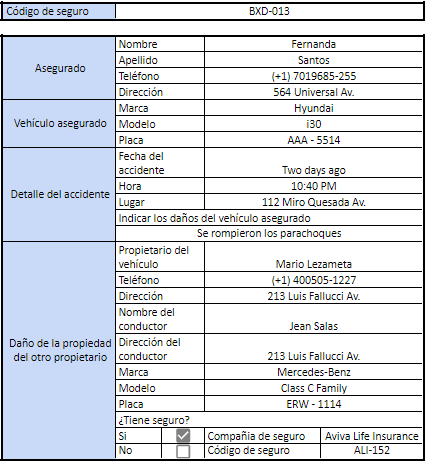 Código de seguro BXD-013
Asegurado
Nombre Fernanda
Apellido Santos
Teléfono (+1) 7019685-255
Dirección 564 Universal Av.
Vehículo asegurado
Marca Hyundai
Modelo i30
Placa AAA - 5514
Detalle del accidente
Fecha del
accidente Two days ago
Hora 10:40 PM
Lugar 112 Miro Quesada Av.
Indicar los daños del vehículo asegurado
Se rompieron los parachoques
Daño de la propiedad
del otro propietario
Propietario del
vehículo Mario Lezameta
Teléfono (+1) 400505-1227
Dirección 213 Luis Fallucci Av.
Nombre del
conductor Jean Salas
Dirección del
conductor 213 Luis Fallucci Av.
Marca Mercedes-Benz
Modelo Class C Family
Placa ERW - 1114
¿Tiene seguro?
Si Compañia de seguro Aviva Life Insurance
No Código de seguro ALI-152